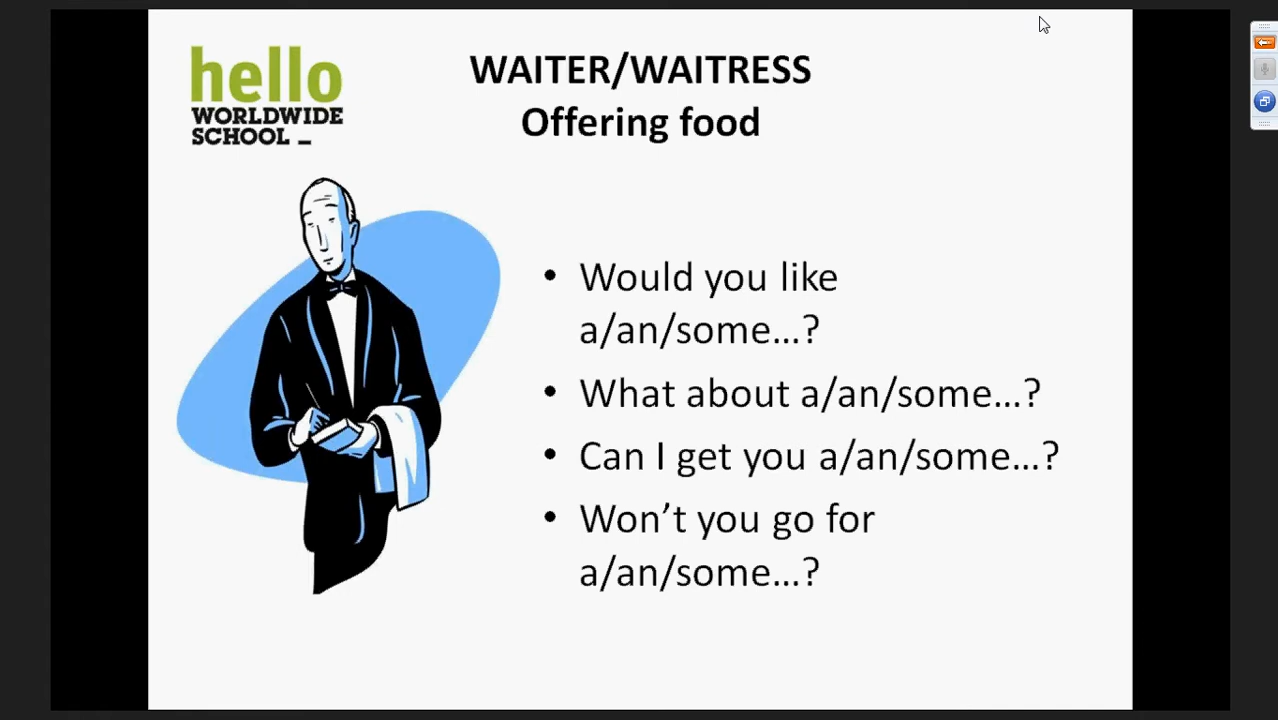 hello
WORLDWIDE
SCHOOL _
WAITER/WAITRESS
Offering food
• Would you like
a/an/some...?
• What about a/an/some...?
• Can I get you a/an/some...?
• Won't you go for
a/an/some...?